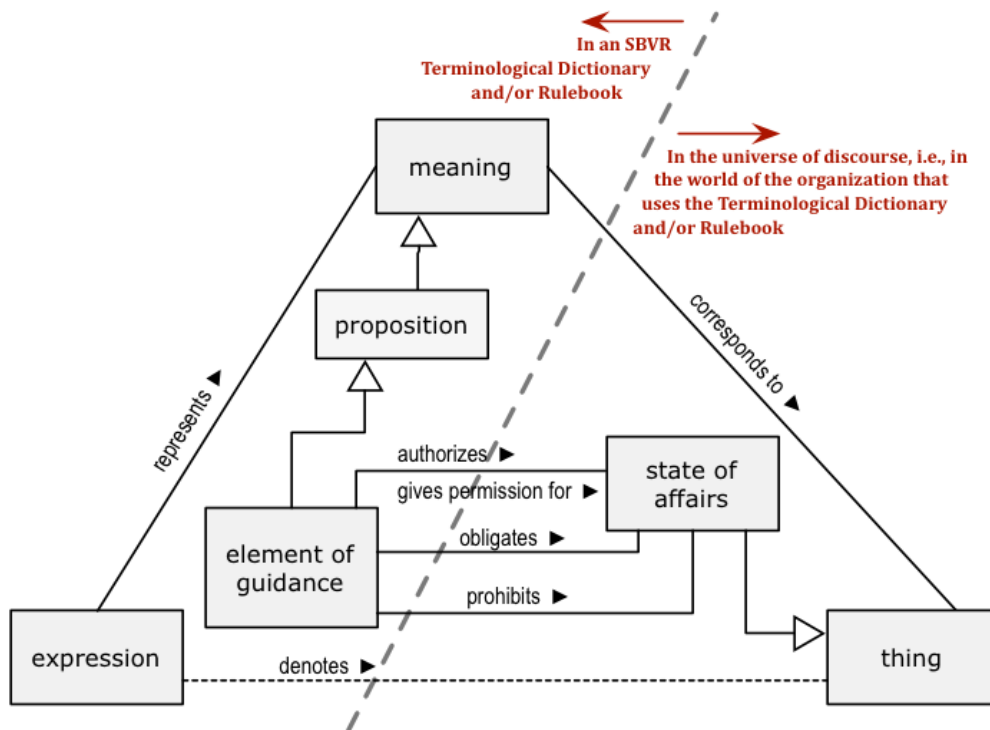 In an SBVR
Terminological Dictionary
and/or Rulebook
meaning
In the universe of discourse, i.e., in
the world of the organization that
uses the Terminological Dictionary
and/or Rulebook
proposition
represents ▶
corresponds to ▶
authorizes ▶
gives permission for ▶
state of
affairs
element of
guidance
obligates ▶
prohibits ▶
expression
denotes ▶
thing